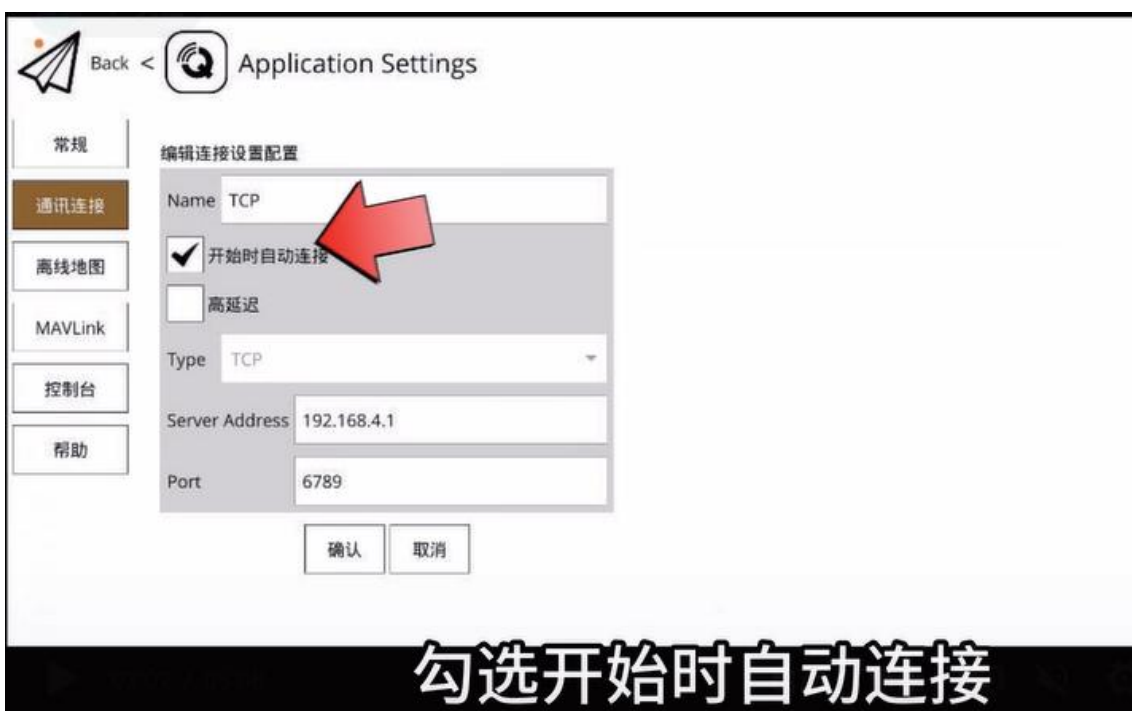 Back < Application Settings
常规
通讯连接
离线地图
MAVLink
控制台
帮助
编辑连接设置配置
Name TCP
开始时自动连接
高延迟
Type TCP
Server Address 192.168.4.1
Port 6789
确认 取消
勾选开始时自动连接